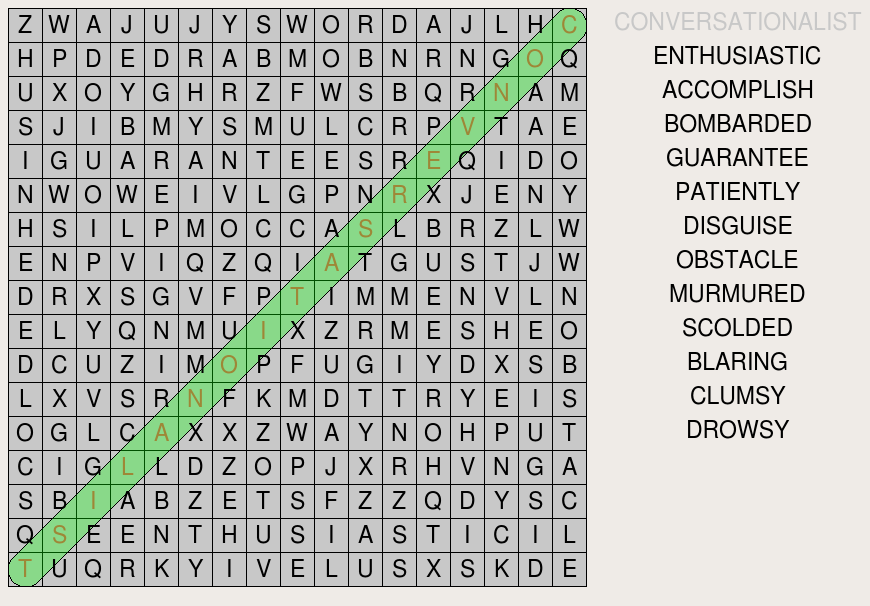 Z W A J U J Y S W O R D A J L H C
H P D E D R A B M O B N R N G O Q
U X O Y G H R Z F W S B Q R N A M
S J I B M Y S M U L C R P V T A E
I G U A R A N T E E S R E Q I D O
N W O W E I V L G P N R X J E N Y
H S I L P M O C C A S L B R Z L W
E N P V I Q Z Q I A T G U S T J W
D R X S G V F P T I M M E N V L N
E L Y Q N M U I X Z R M E S H E O
D C U Z I M O P F U G I Y D X S B
L X V S R N F K M D T T R Y E I S
O G L C A X X Z W A Y N O H P U T
C I G L L D Z O P J X R H V N G A
S B I A B Z E T S F Z Z Q D Y S C
Q S E E N T H U S I A S T I C I L
T U Q R K Y I V E L U S X S K D E
CONVERSATIONALIST
ENTHUSIASTIC
ACCOMPLISH
BOMBARDED
GUARANTEE
PATIENTLY
DISGUISE
OBSTACLE
MURMURED
SCOLDED
BLARING
CLUMSY
DROWSY